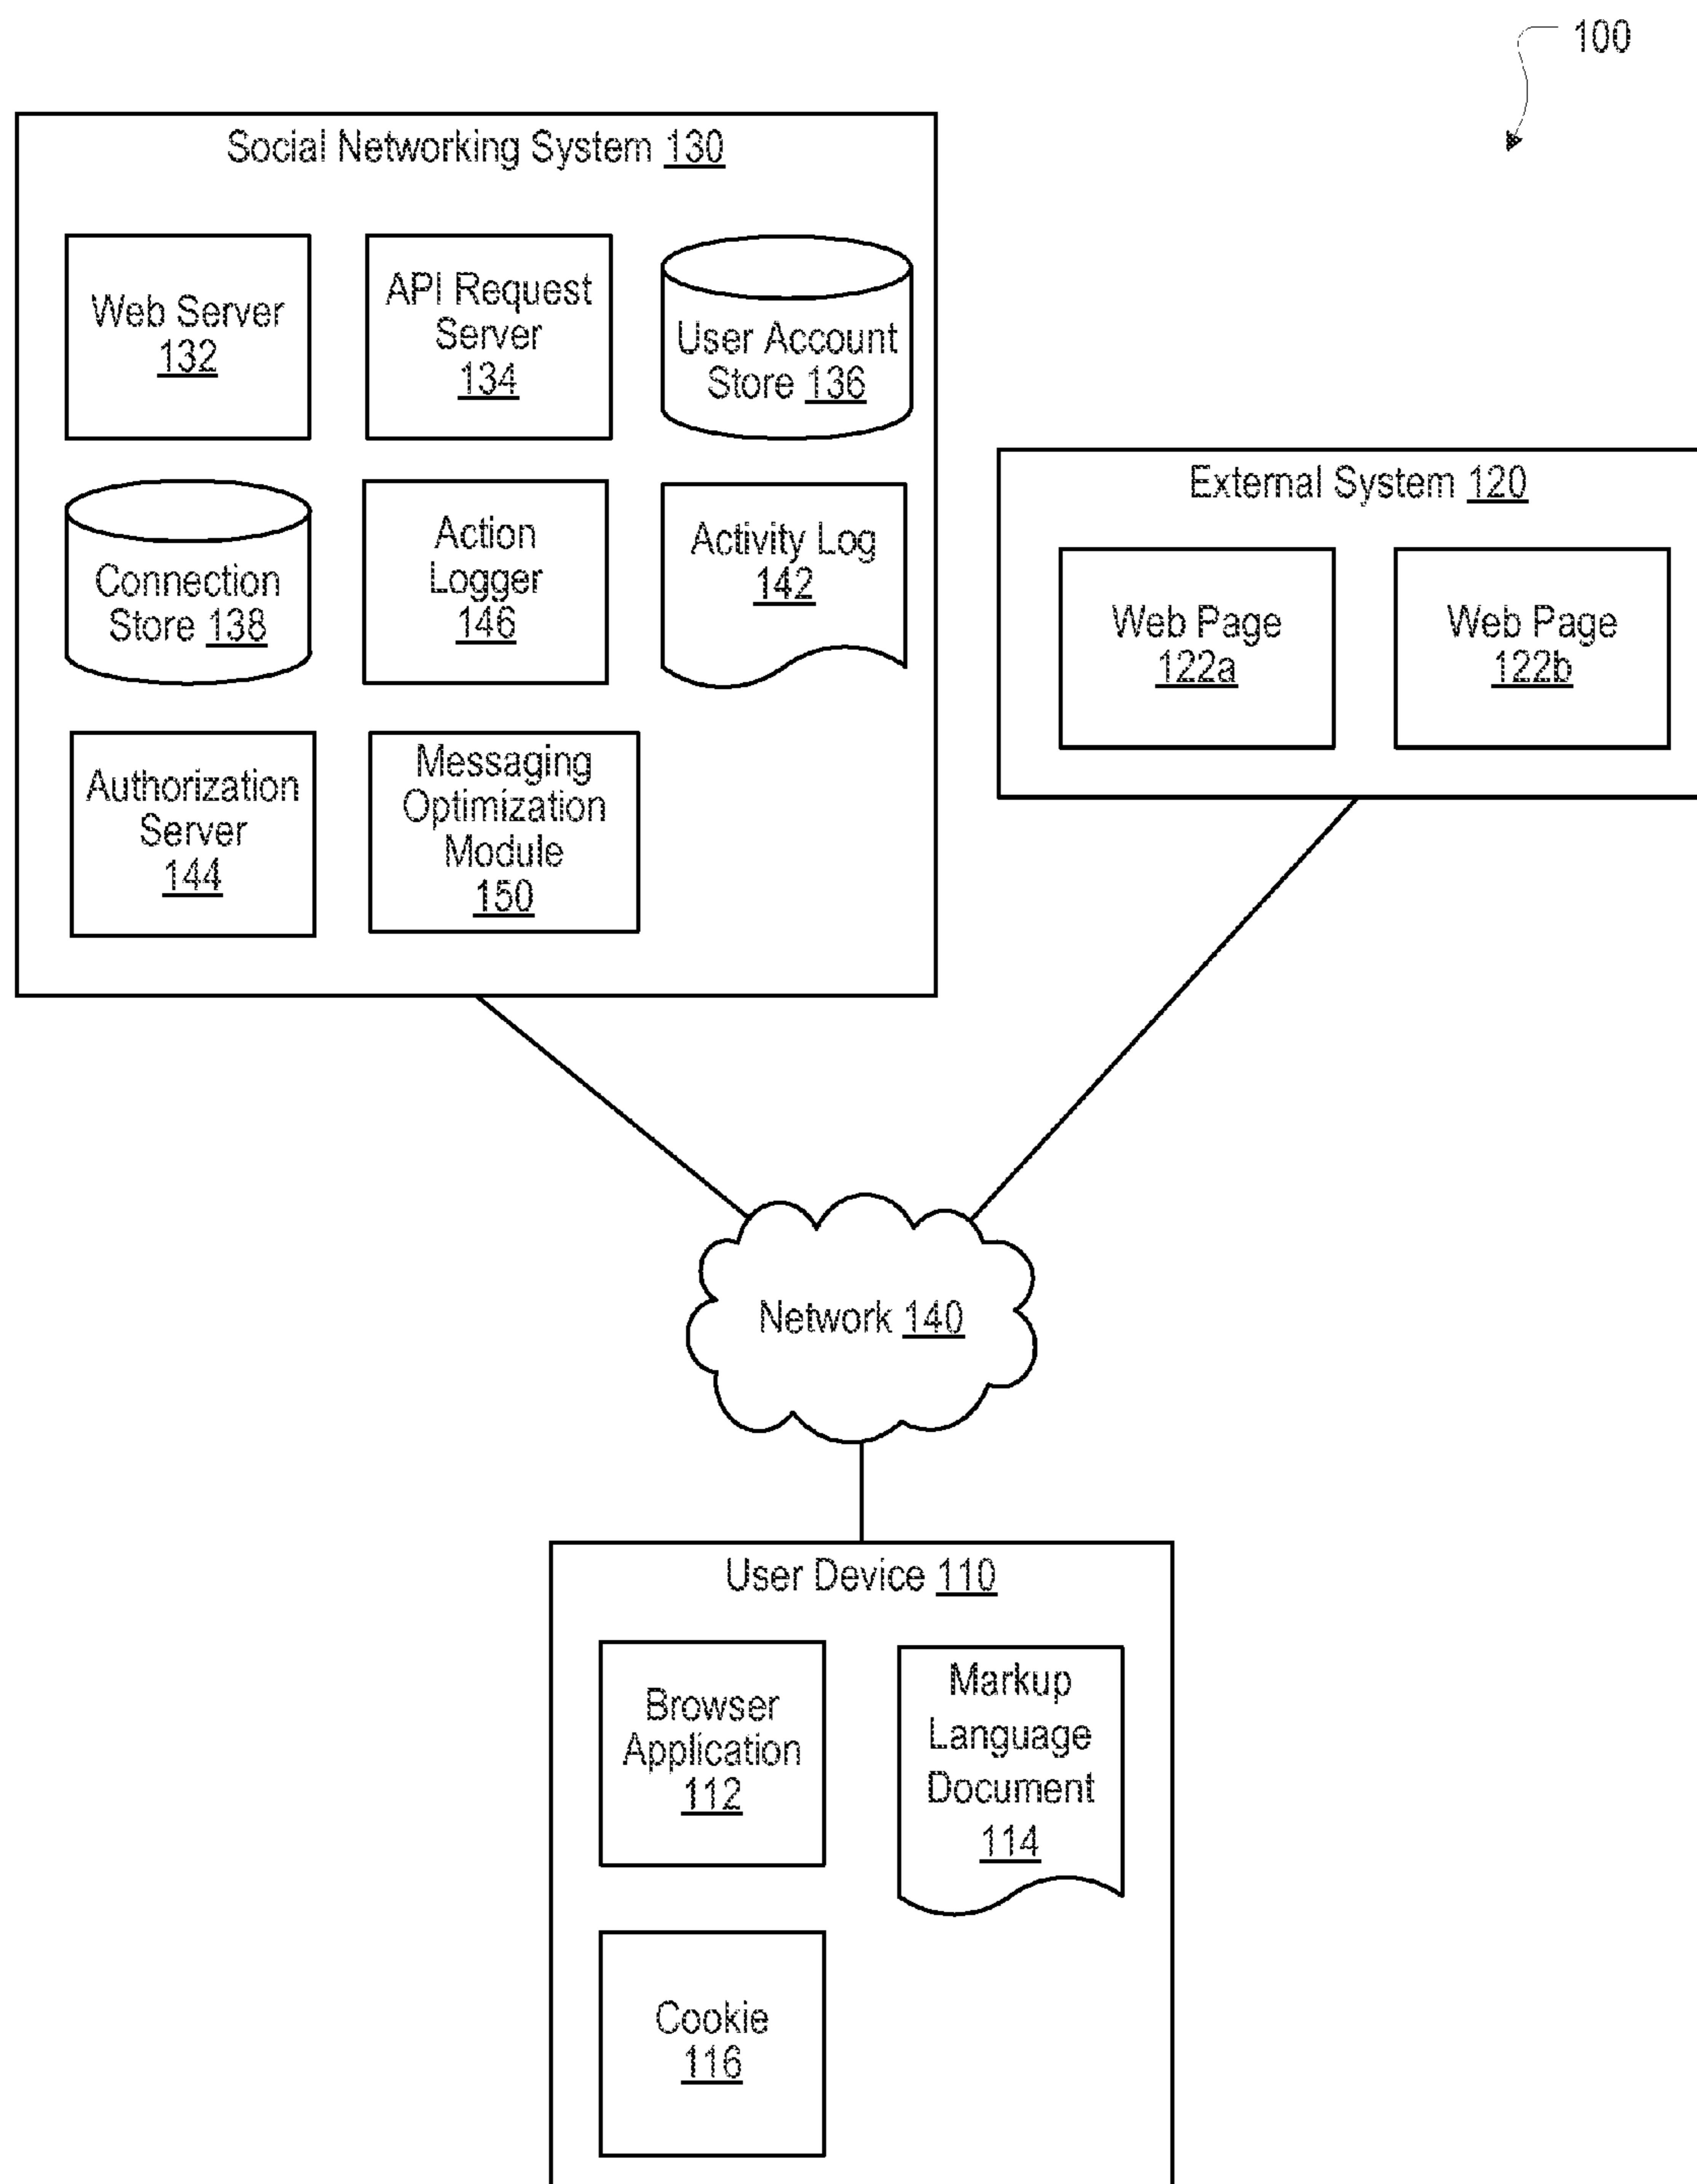 100
Social Networking System 130
Web Server
132
API Request
Server
134
User Account
Store 136
Connection
Store 138
Action
Logger
146
Activity Log
142
Authorization
Server
144
Messaging
Optimization
Module
150
External System 120
Web Page
122a
Web Page
122b
Network 140
User Device 110
Browser
Application
112
Markup
Language
Document
114
Cookie
116